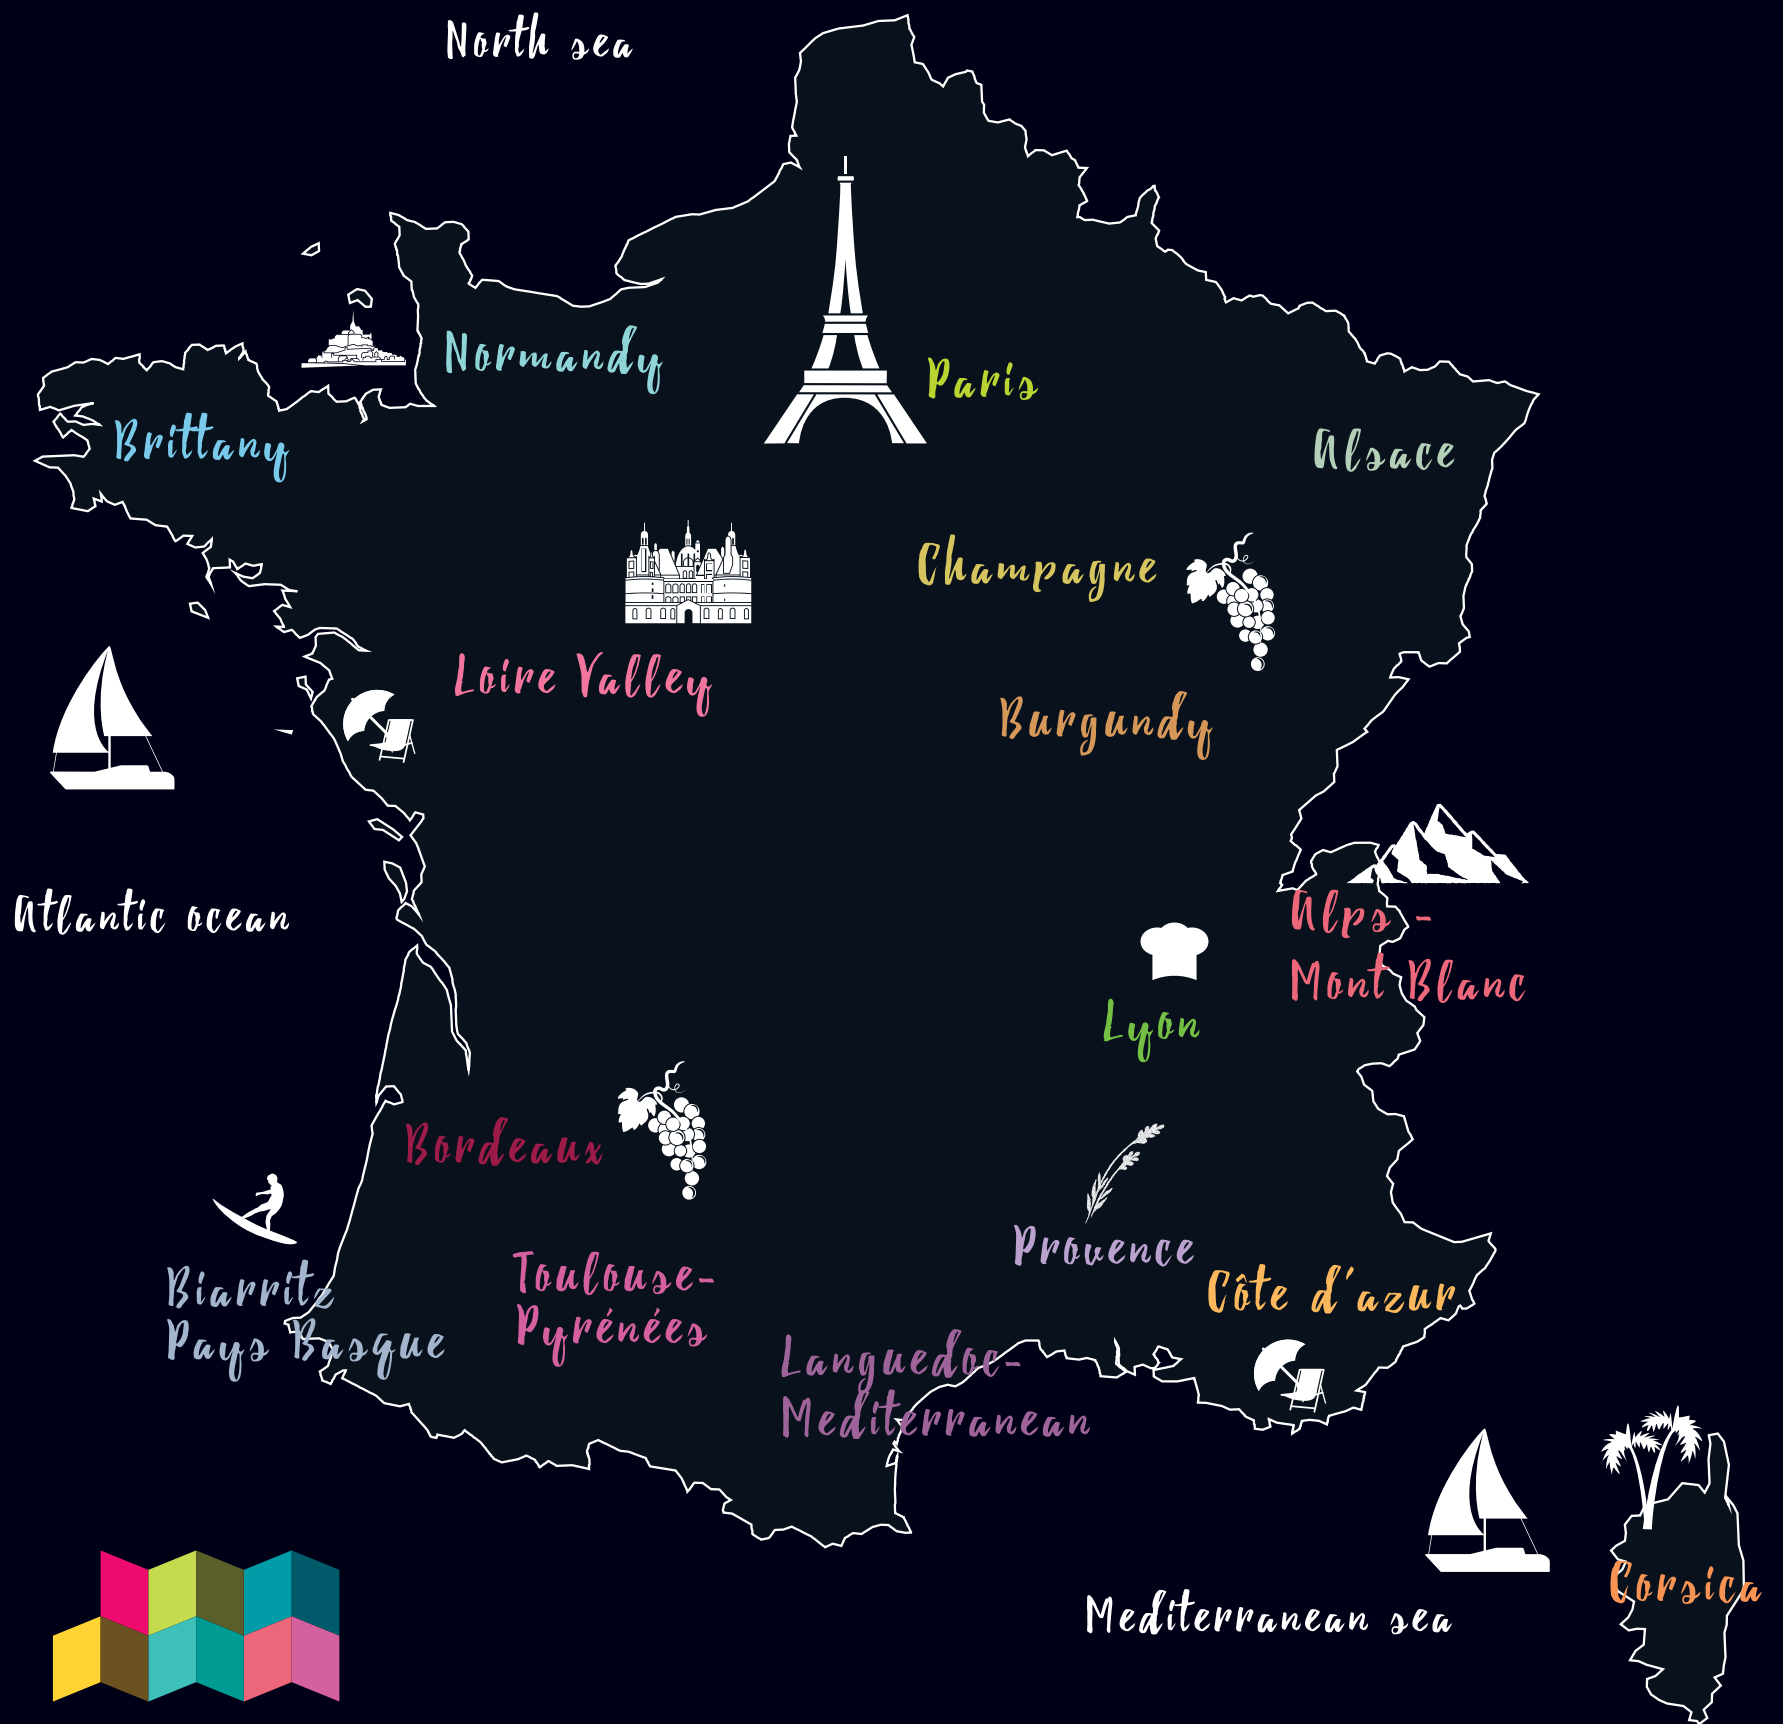 North sea
Normandy
Paris
Brittany
Alsace
Champagne
Loire Valley
Burgundy
Atlantic ocean
Alps -
Mont Blanc
Lyon
Bordeaux
Provence
Toulouse-
Pyrénées
Côte d'azur
Biarritz
Pays Basque
Languedoc-
Mediterranean
Corsica
Mediterranean sea